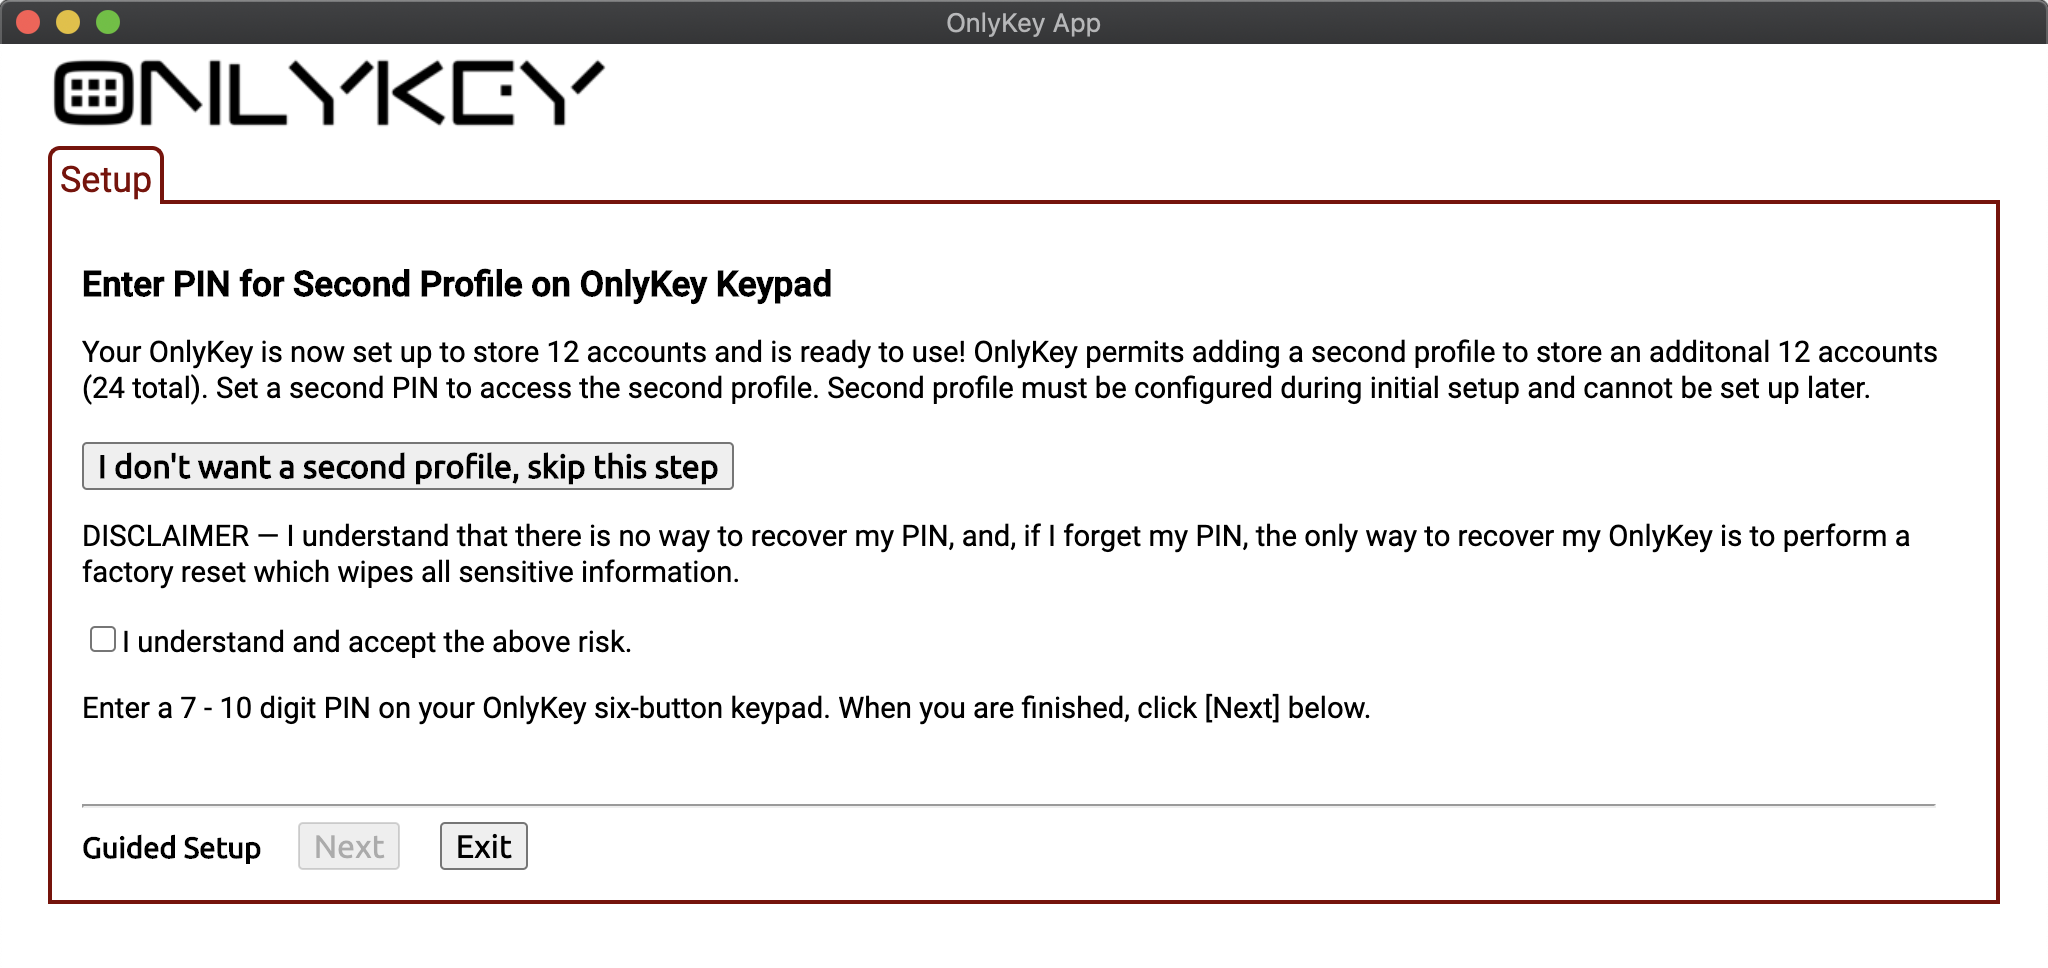 OnlyKey App
ONLYKEY
Setup
Enter PIN for Second Profile on OnlyKey Keypad
Your OnlyKey is now set up to store 12 accounts and is ready to use! OnlyKey permits adding a second profile to store an additonal 12 accounts
(24 total). Set a second PIN to access the second profile. Second profile must be configured during initial setup and cannot be set up later.
I don't want a second profile, skip this step
DISCLAIMER — I understand that there is no way to recover my PIN, and, if I forget my PIN, the only way to recover my OnlyKey is to perform a
factory reset which wipes all sensitive information.
I understand and accept the above risk.
Enter a 7 - 10 digit PIN on your OnlyKey six-button keypad. When you are finished, click [Next] below.
Guided Setup Next Exit